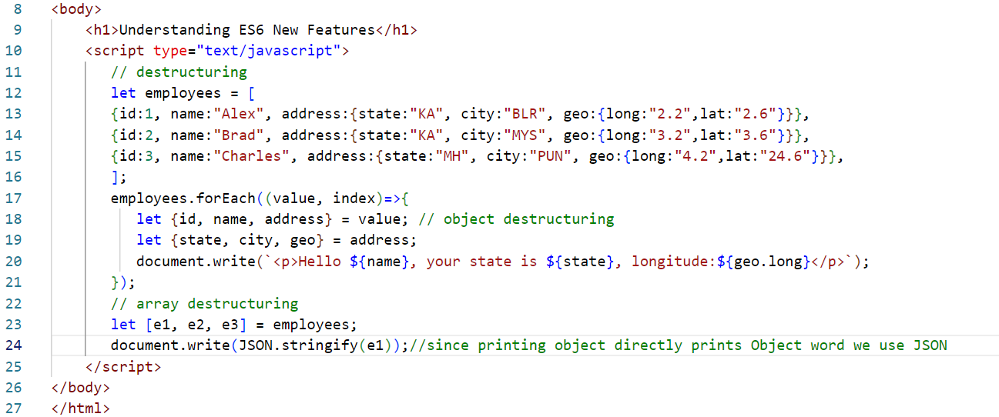 8 <body>
9 <h1>Understanding ES6 New Features</h1>
10 <script type="text/javascript">
11 // destructuring
12 let employees = [
13 {id:1, name:"Alex", address:{state:"KA", city:"BLR", geo:{long:"2.2",lat:"2.6"}}},
14 {id:2, name:"Brad", address:{state:"KA", city:"MYS", geo:{long:"3.2",lat:"3.6"}}},
15 {id:3, name:"Charles", address:{state:"MH", city:"PUN", geo:{long:"4.2",lat:"24.6"}}},
16 ];
17 employees.forEach((value, index)=>{
18 let {id, name, address} = value; // object destructuring
19 let {state, city, geo} = address;
20 document.write(`<p>Hello ${name}, your state is ${state}, longitude:${geo.long}</p>`);
21 });
22 // array destructuring
23 let [e1, e2, e3] = employees;
24 document.write(JSON.stringify(e1));//since printing object directly prints Object word we use JSON
25 </script>
26 </body>
27 </html>